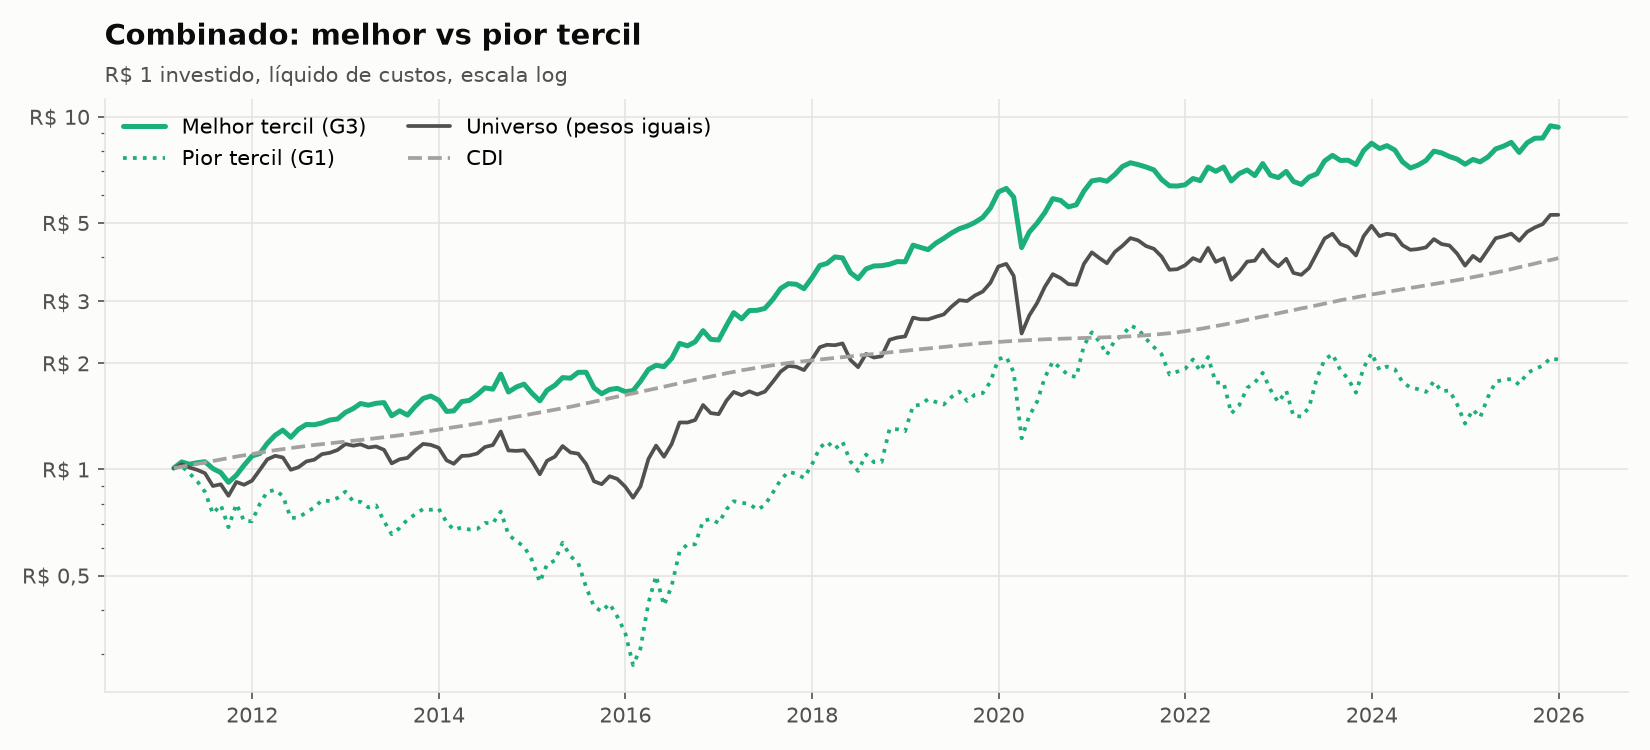 Combinado: melhor vs pior tercil
R$ 1 investido, líquido de custos, escala log
Melhor tercil (G3)
Pior tercil (G1)
Universo (pesos iguais)
CDI
R$ 10
R$ 5
R$ 3
R$ 2
R$ 1
R$ 0,5
2012 2014 2016 2018 2020 2022 2024 2026